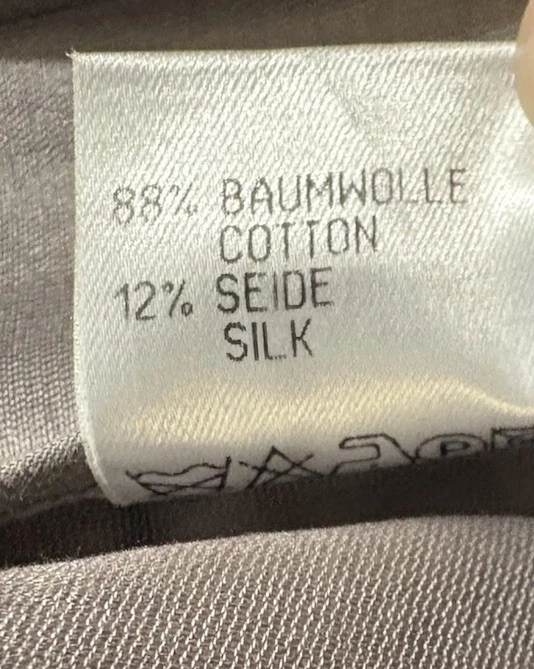 88% BAUMWOLLE
COTTON
12% SEIDE
SILK